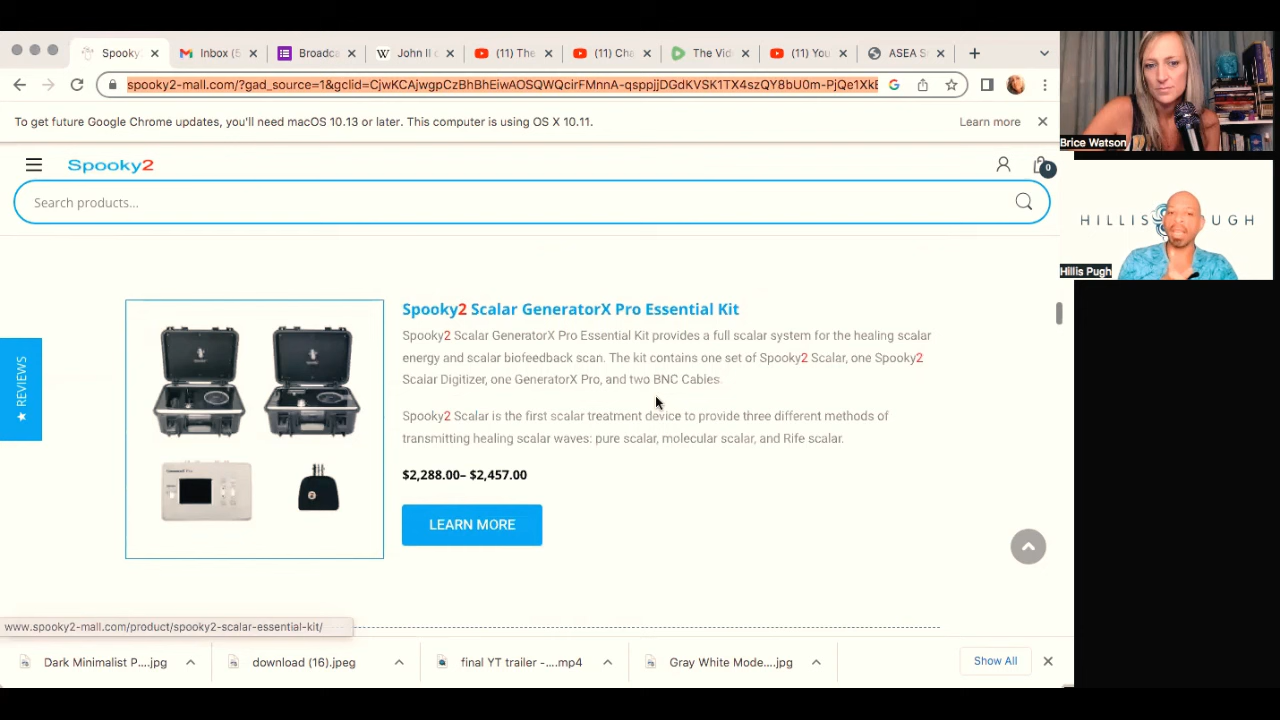 Spooky
Inbox (5
Broadca
W John II o
(11) The
(11) Cha
The Vid
(11) You
ASEA S
spooky2-mall.com/?gad_source=1&gclid=CjwKCAjwgpCzBhBhEiwAOSQWQcirFMnnA-qsppjjDGdKVSK1TX4szQY8bU0m-PjQe1XkE
To get future Google Chrome updates, you'll need macOS 10.13 or later. This computer is using OS X 10.11.
Learn more
Spooky2
0
Search products...
Spooky2 Scalar GeneratorX Pro Essential Kit
Spooky2 Scalar GeneratorX Pro Essential Kit provides a full scalar system for the healing scalar
energy and scalar biofeedback scan. The kit contains one set of Spooky2 Scalar, one Spooky2
Scalar Digitizer, one GeneratorX Pro, and two BNC Cables.
Spooky2 Scalar is the first scalar treatment device to provide three different methods of
transmitting healing scalar waves: pure scalar, molecular scalar, and Rife scalar.
$2,288.00– $2,457.00
LEARN MORE
★ REVIEWS
www.spooky2-mall.com/product/spooky2-scalar-essential-kit/
Dark Minimalist P....jpg
download (16).jpeg
final YT trailer -....mp4
Gray White Mode....jpg
Show All
Brice Watson
HILLIS PUGH
Hillis Pugh